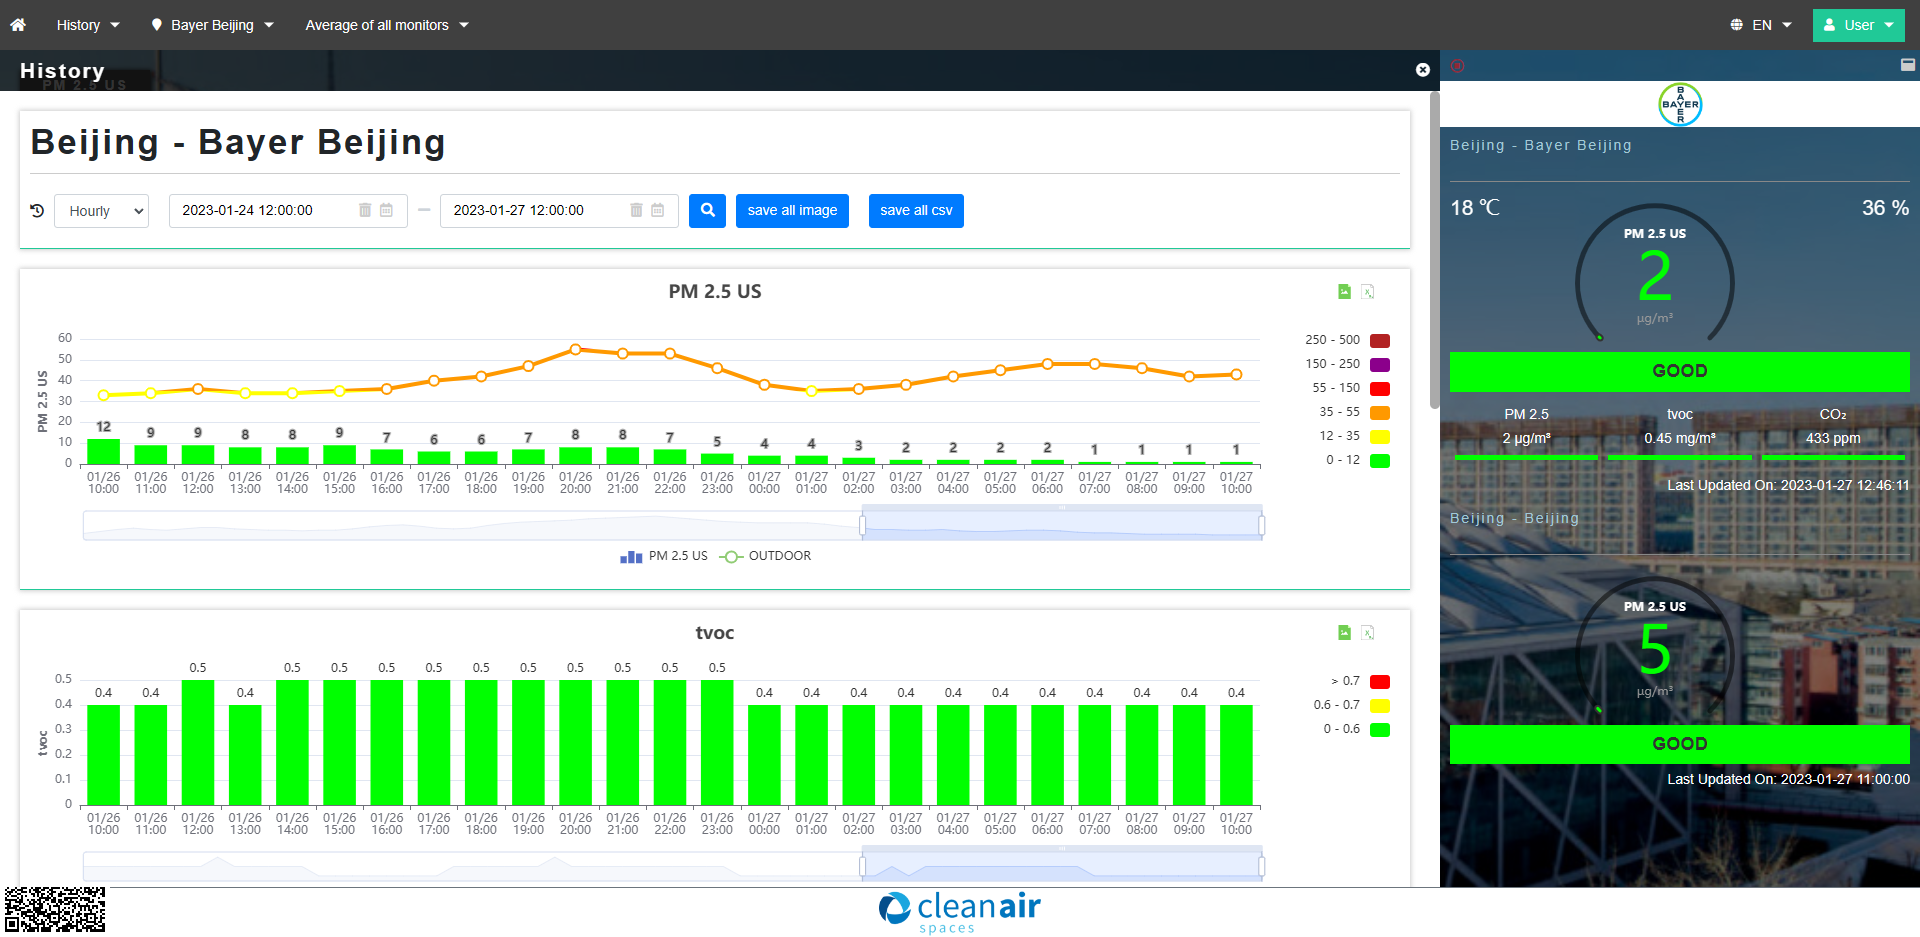 History
Bayer Beijing
Average of all monitors
EN
User
History
PM 2.5 US
Beijing - Bayer Beijing
Hourly
2023-01-24 12:00:00
2023-01-27 12:00:00
save all image
save all csv
PM 2.5 US
PM 2.5 US
60
50
40
30
20
10
0
12 9 9 8 8 9 7 6 6 7 8 8 7 5 4 4 3 2 2 2 2 1 1 1 1
01/26 01/26 01/26 01/26 01/26 01/26 01/26 01/26 01/26 01/26 01/26 01/26 01/26 01/26 01/27 01/27 01/27 01/27 01/27 01/27 01/27 01/27 01/27 01/27 01/27
10:00 11:00 12:00 13:00 14:00 15:00 16:00 17:00 18:00 19:00 20:00 21:00 22:00 23:00 00:00 01:00 02:00 03:00 04:00 05:00 06:00 07:00 08:00 09:00 10:00
250 - 500
150 - 250
55 - 150
35 - 55
12 - 35
0 - 12
PM 2.5 US
OUTDOOR
tvoc
tvoc
0.5
0.4
0.3
0.2
0.1
0
0.4 0.4 0.5 0.4 0.5 0.5 0.5 0.5 0.5 0.5 0.5 0.5 0.5 0.5 0.4 0.4 0.4 0.4 0.4 0.4 0.4 0.4 0.4 0.4 0.4
01/26 01/26 01/26 01/26 01/26 01/26 01/26 01/26 01/26 01/26 01/26 01/26 01/26 01/26 01/27 01/27 01/27 01/27 01/27 01/27 01/27 01/27 01/27 01/27 01/27
10:00 11:00 12:00 13:00 14:00 15:00 16:00 17:00 18:00 19:00 20:00 21:00 22:00 23:00 00:00 01:00 02:00 03:00 04:00 05:00 06:00 07:00 08:00 09:00 10:00
> 0.7
0.6 - 0.7
0 - 0.6
BAYER
BAYER
Beijing - Bayer Beijing
18 ℃
36 %
PM 2.5 US
2
µg/m³
GOOD
PM 2.5 tvoc CO₂
2 µg/m³ 0.45 mg/m³ 433 ppm
Last Updated On: 2023-01-27 12:46:11
Beijing - Beijing
PM 2.5 US
5
µg/m³
GOOD
Last Updated On: 2023-01-27 11:00:00
cleanair
spaces